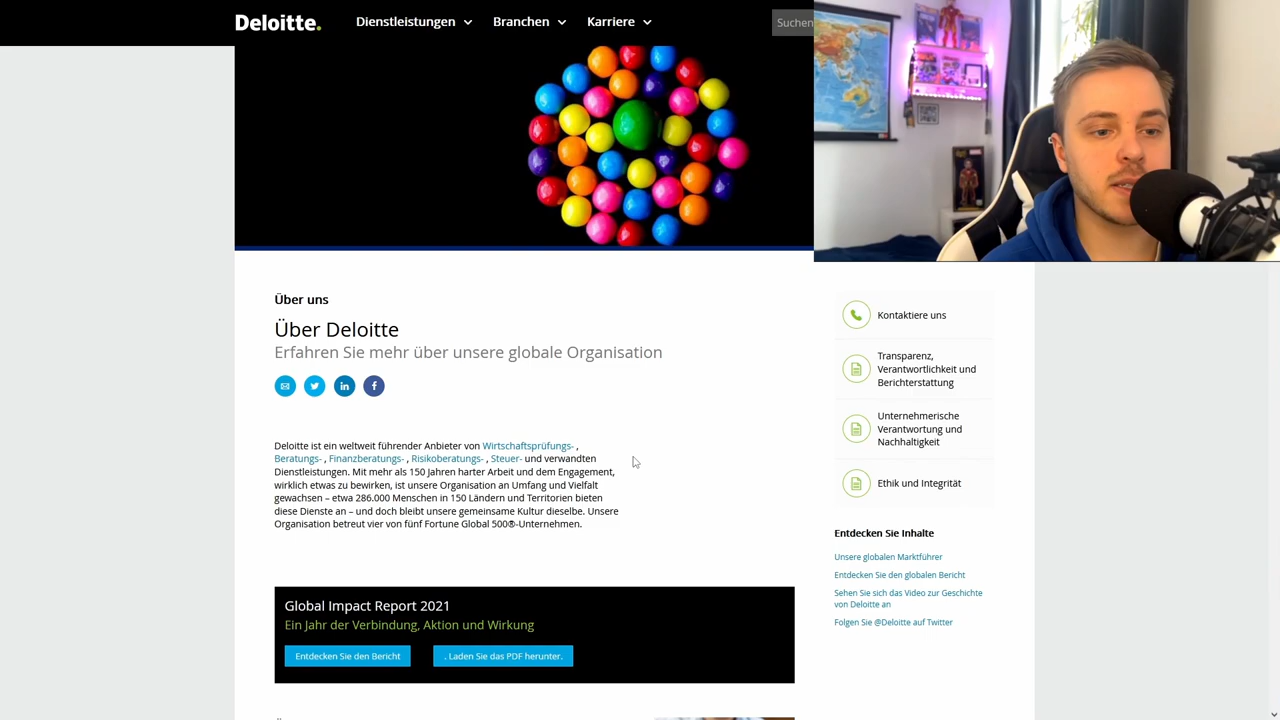 Deloitte.
Dienstleistungen
Branchen
Karriere
Suchen
Über uns
Über Deloitte
Erfahren Sie mehr über unsere globale Organisation
Deloitte ist ein weltweit führender Anbieter von Wirtschaftsprüfungs- ,
Beratungs- , Finanzberatungs- , Risikoberatungs- , Steuer- und verwandten
Dienstleistungen. Mit mehr als 150 Jahren harter Arbeit und dem Engagement,
wirklich etwas zu bewirken, ist unsere Organisation an Umfang und Vielfalt
gewachsen – etwa 286.000 Menschen in 150 Ländern und Territorien bieten
diese Dienste an – und doch bleibt unsere gemeinsame Kultur dieselbe. Unsere
Organisation betreut vier von fünf Fortune Global 500®-Unternehmen.
Global Impact Report 2021
Ein Jahr der Verbindung, Aktion und Wirkung
Entdecken Sie den Bericht
. Laden Sie das PDF herunter.
Kontaktiere uns
Transparenz,
Verantwortlichkeit und
Berichterstattung
Unternehmerische
Verantwortung und
Nachhaltigkeit
Ethik und Integrität
Entdecken Sie Inhalte
Unsere globalen Marktführer
Entdecken Sie den globalen Bericht
Sehen Sie sich das Video zur Geschichte
von Deloitte an
Folgen Sie @Deloitte auf Twitter